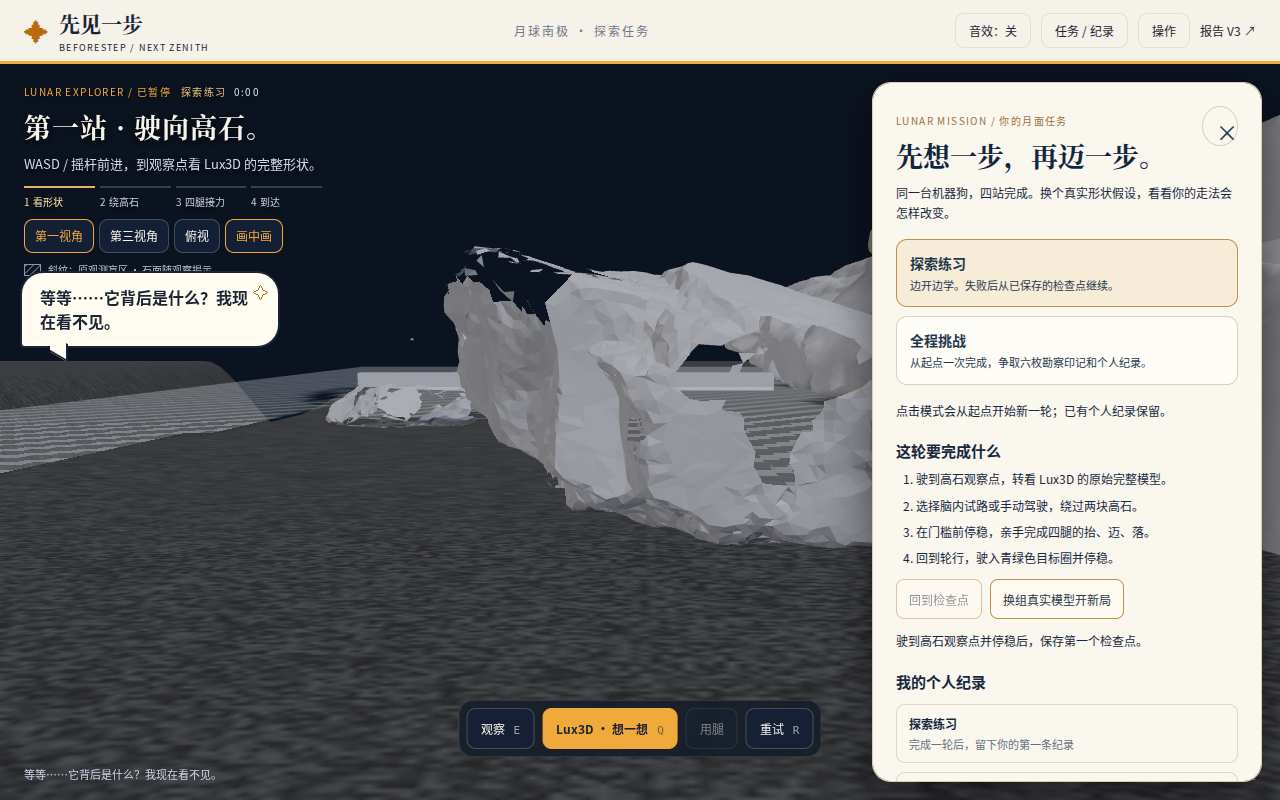 先见一步
BEFORESTEP / NEXT ZENITH
月球南极 · 探索任务
音效：关
任务 / 纪录
操作
报告 V3 ↗
LUNAR EXPLORER / 已暂停 探索练习 0:00
第一站 · 驶向高石。
WASD / 摇杆前进，到观察点看 Lux3D 的完整形状。
1 看形状
2 绕高石
3 四腿接力
4 到达
第一视角
第三视角
俯视
画中画
斜纹：原观测盲区 · 石面随观察揭示
等等……它背后是什么？我现
在看不见。
LUNAR MISSION / 你的月面任务
先想一步，再迈一步。
同一台机器狗，四站完成。换个真实形状假设，看看你的走法会
怎样改变。
探索练习
边开边学。失败后从已保存的检查点继续。
全程挑战
从起点一次完成，争取六枚勘察印记和个人纪录。
点击模式会从起点开始新一轮；已有个人纪录保留。
这轮要完成什么
1. 驶到高石观察点，转看 Lux3D 的原始完整模型。
2. 选择脑内试路或手动驾驶，绕过两块高石。
3. 在门槛前停稳，亲手完成四腿的抬、迈、落。
4. 回到轮行，驶入青绿色目标圈并停稳。
回到检查点
换组真实模型开新局
驶到高石观察点并停稳后，保存第一个检查点。
我的个人纪录
探索练习
完成一轮后，留下你的第一条纪录
观察 E
Lux3D · 想一想 Q
用腿
重试 R
等等……它背后是什么？我现在看不见。